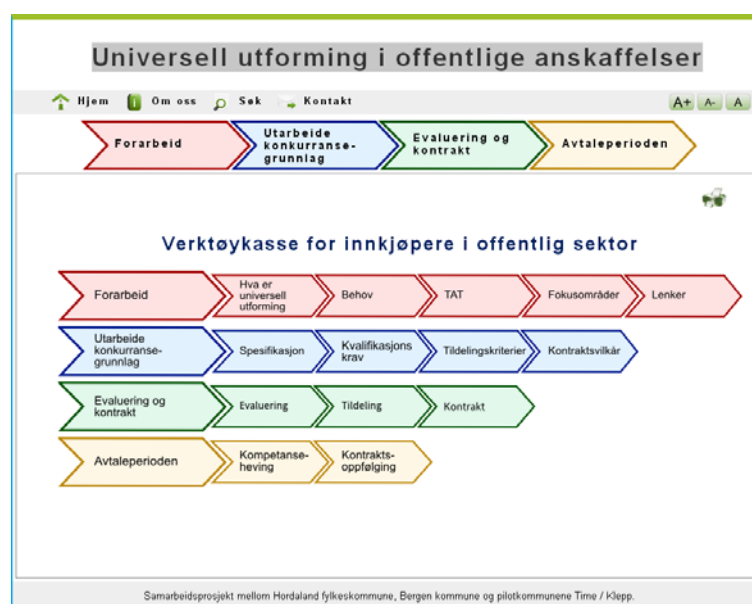 Universell utforming i offentlige anskaffelser
Hjem Om oss Søk Kontakt A+ A- A
Forarbeid
Utarbeide
konkurranse-
grunnlag
Evaluering og
kontrakt
Avtaleperioden
Verktøykasse for innkjøpere i offentlig sektor
Forarbeid
Hva er
universell
utforming
Behov
TAT
Fokusområder
Lenker
Utarbeide
konkurranse-
grunnlag
Spesifikasjon
Kvalifikasjons
krav
Tildelingskriterier
Kontraktsvilkår
Evaluering og
kontrakt
Evaluering
Tildeling
Kontrakt
Avtaleperioden
Kompetanse-
heving
Kontrakts-
oppfølging
Samarbeidsprosjekt mellom Hordaland fylkeskommune, Bergen kommune og pilotkommunene Time / Klepp.